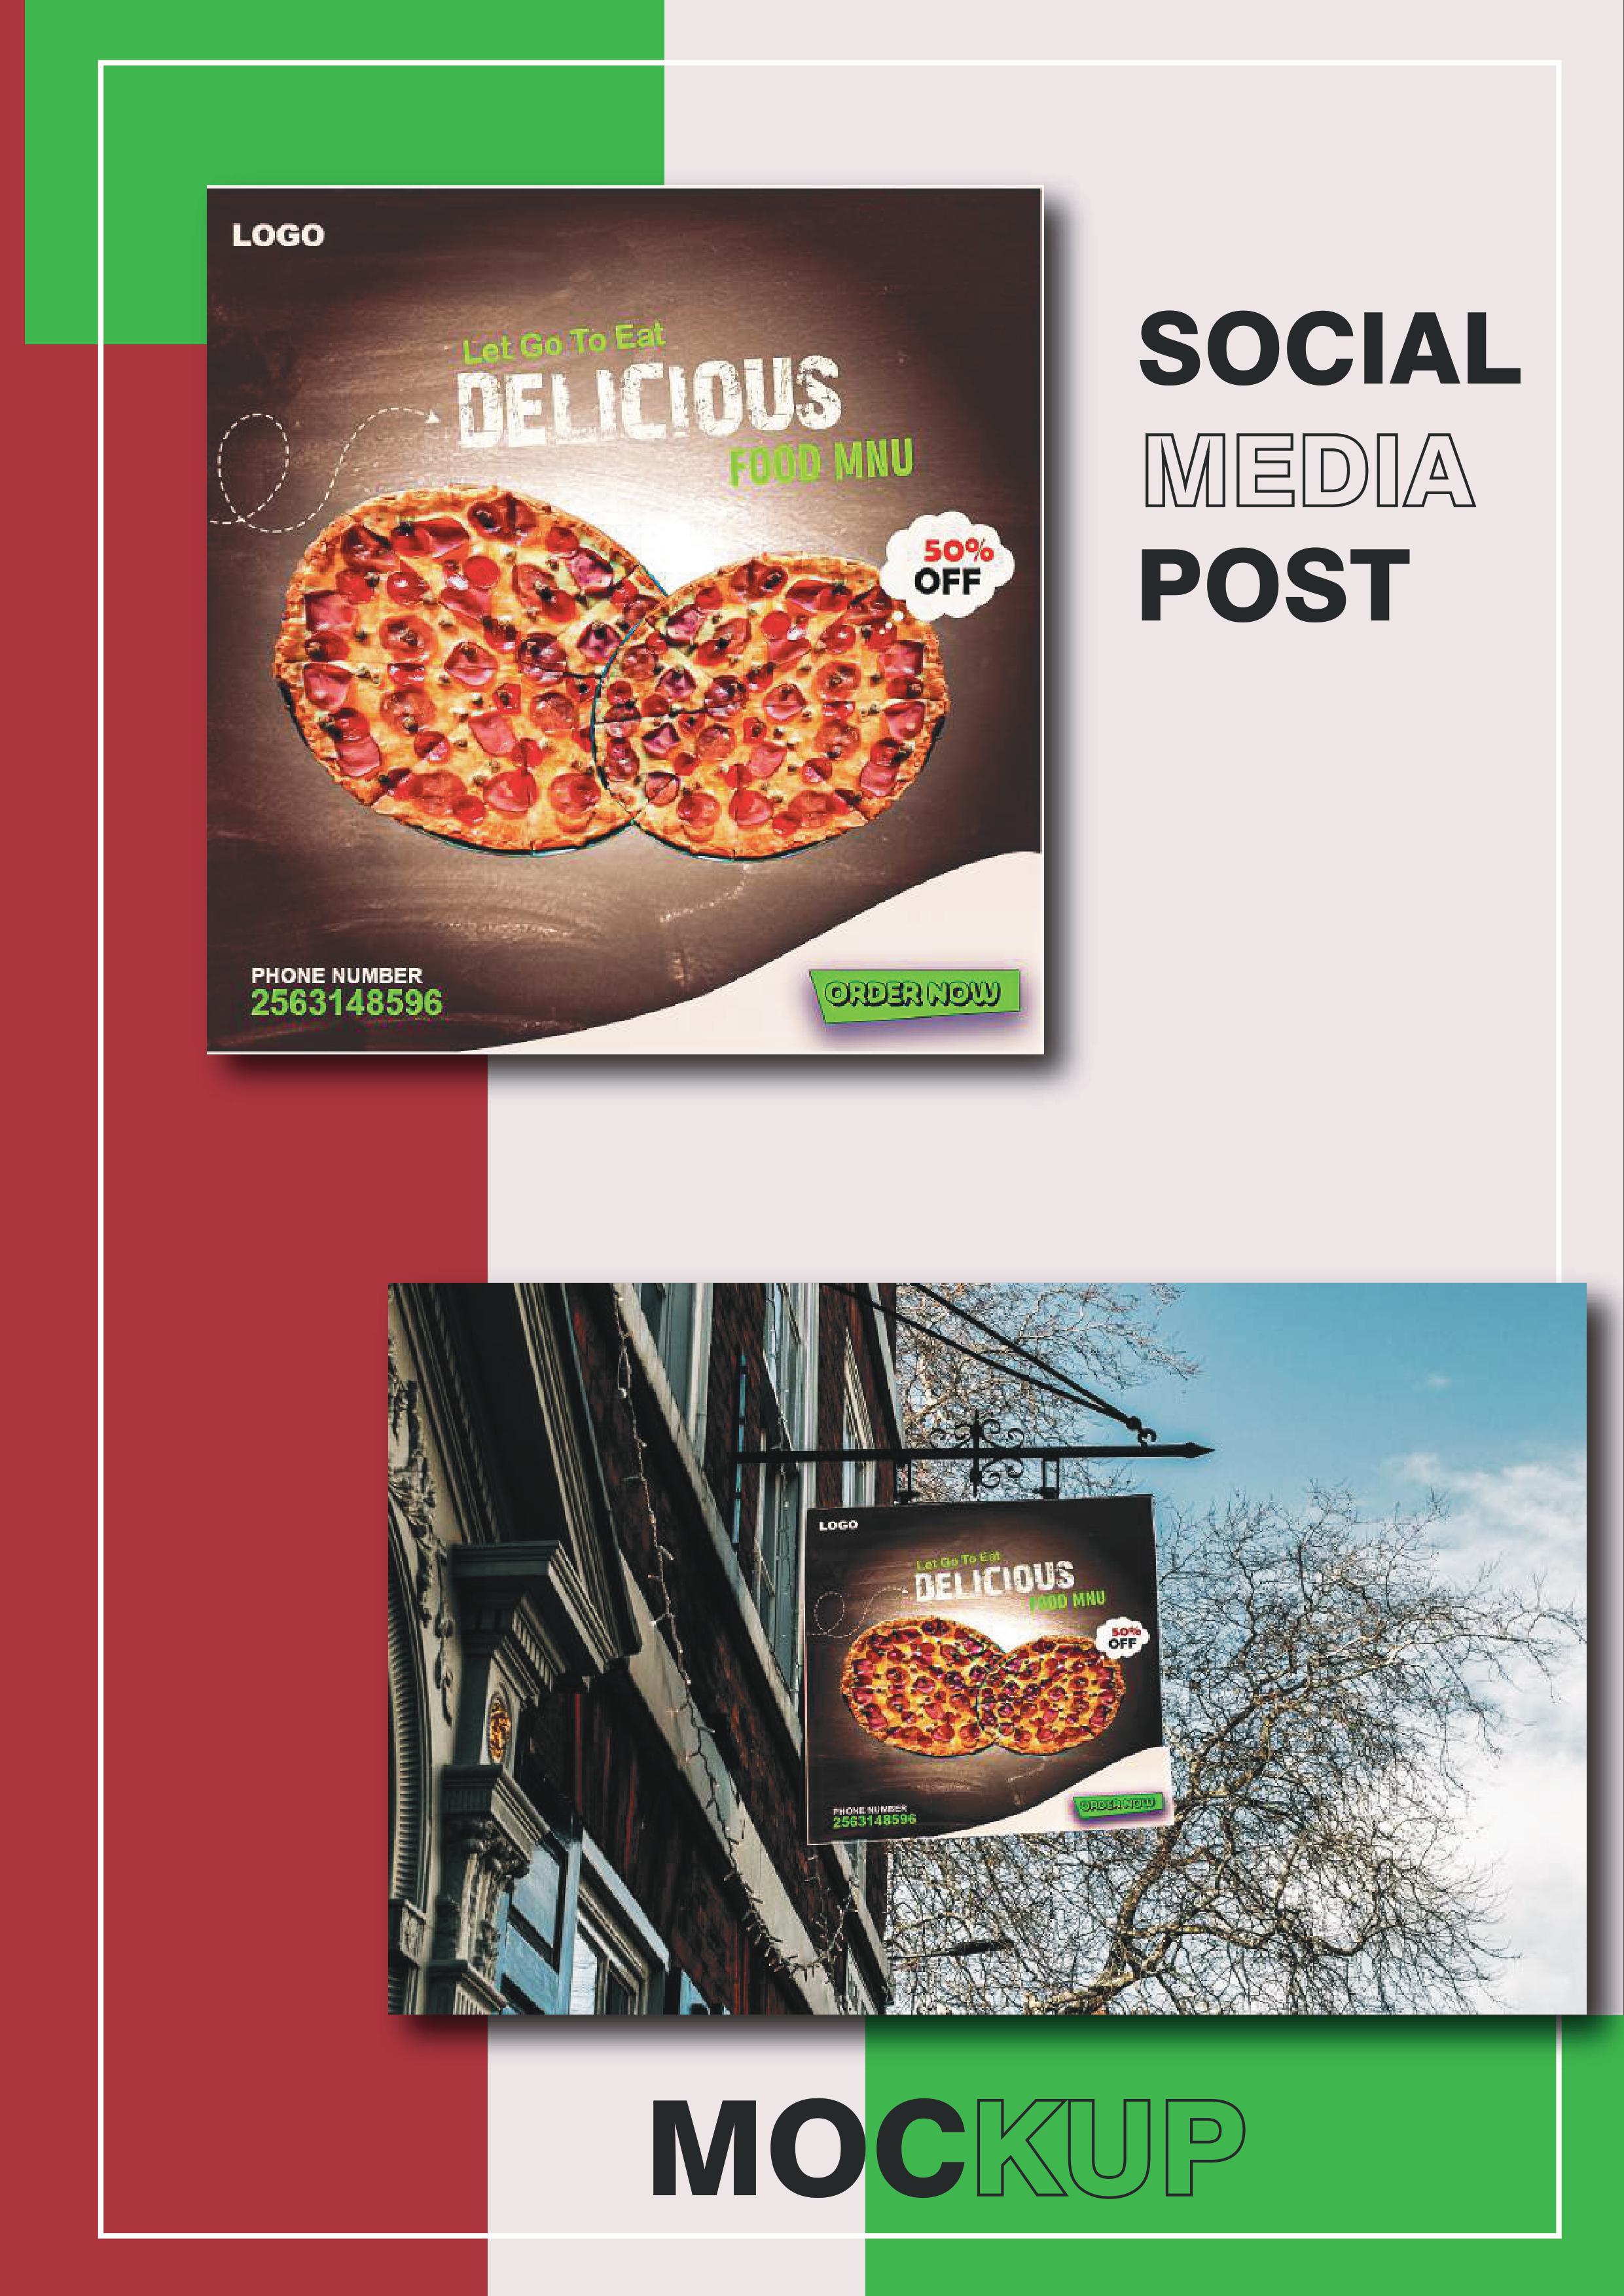 LOGO
Let Go To Eat
DELICIOUS
FOOD MNU
50%
OFF
PHONE NUMBER
2563148596
ORDER NOW
SOCIAL
MEDIA
POST
LOGO
Let Go To Eat
DELICIOUS
FOOD MNU
50%
OFF
PHONE NUMBER
2563148596
ORDER NOW
MOCKUP